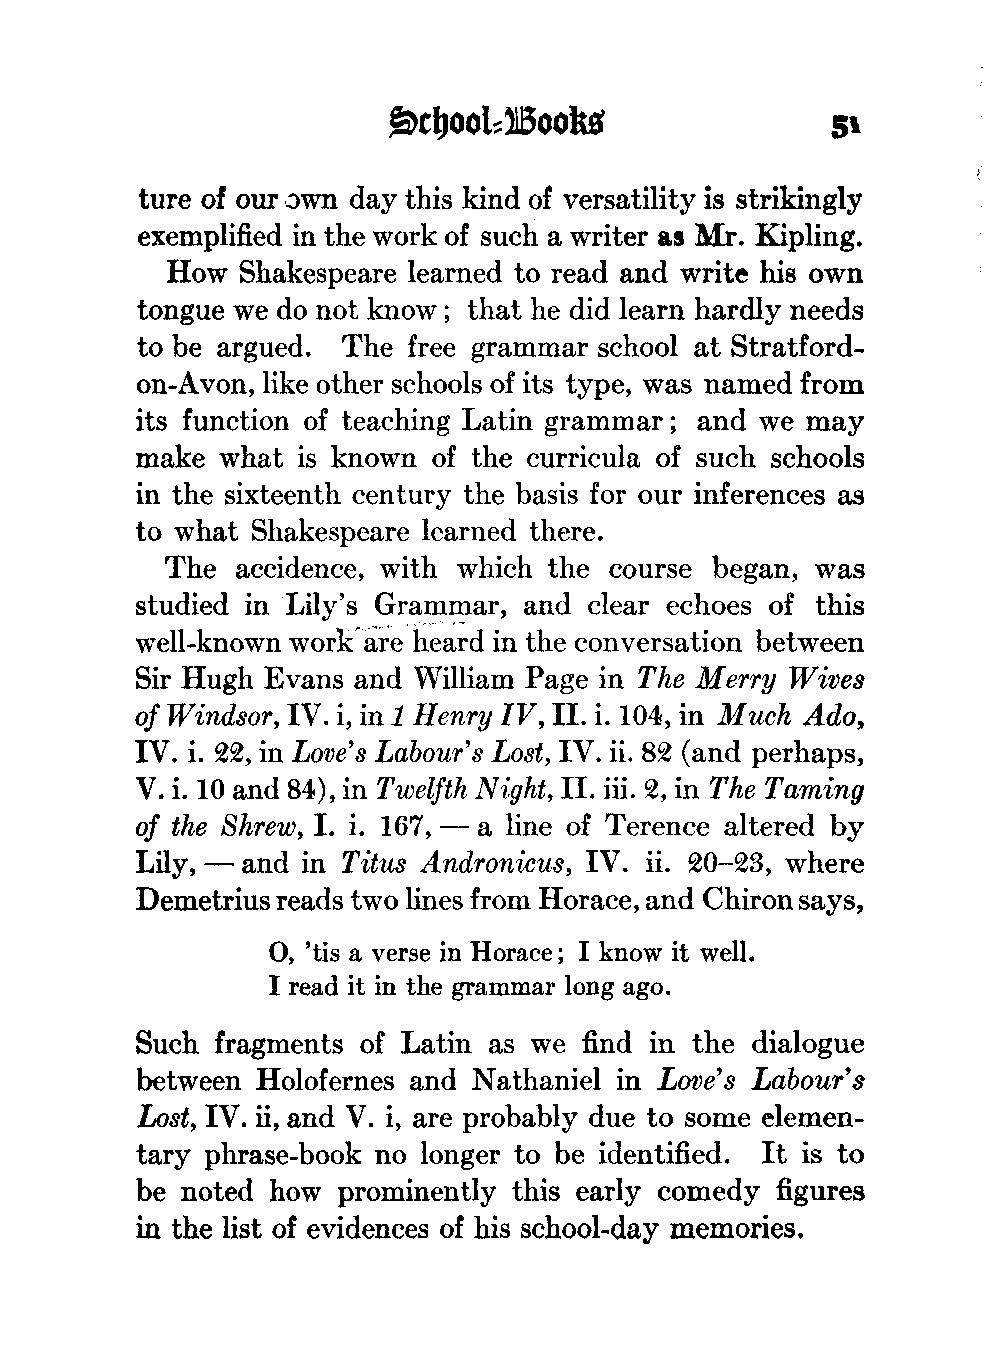 School-Books 51
ture of our own day this kind of versatility is strikingly
exemplified in the work of such a writer as Mr. Kipling.
How Shakespeare learned to read and write his own
tongue we do not know; that he did learn hardly needs
to be argued. The free grammar school at Stratford-
on-Avon, like other schools of its type, was named from
its function of teaching Latin grammar; and we may
make what is known of the curricula of such schools
in the sixteenth century the basis for our inferences as
to what Shakespeare learned there.
The accidence, with which the course began, was
studied in Lily's Grammar, and clear echoes of this
well-known work are heard in the conversation between
Sir Hugh Evans and William Page in The Merry Wives
of Windsor, IV. i, in 1 Henry IV, II. i. 104, in Much Ado,
IV. i. 22, in Love's Labour's Lost, IV. ii. 82 (and perhaps,
V. i. 10 and 84), in Twelfth Night, II. iii. 2, in The Taming
of the Shrew, I. i. 167, — a line of Terence altered by
Lily, — and in Titus Andronicus, IV. ii. 20–23, where
Demetrius reads two lines from Horace, and Chiron says,
O, 'tis a verse in Horace; I know it well.
I read it in the grammar long ago.
Such fragments of Latin as we find in the dialogue
between Holofernes and Nathaniel in Love's Labour's
Lost, IV. ii, and V. i, are probably due to some elemen-
tary phrase-book no longer to be identified. It is to
be noted how prominently this early comedy figures
in the list of evidences of his school-day memories.